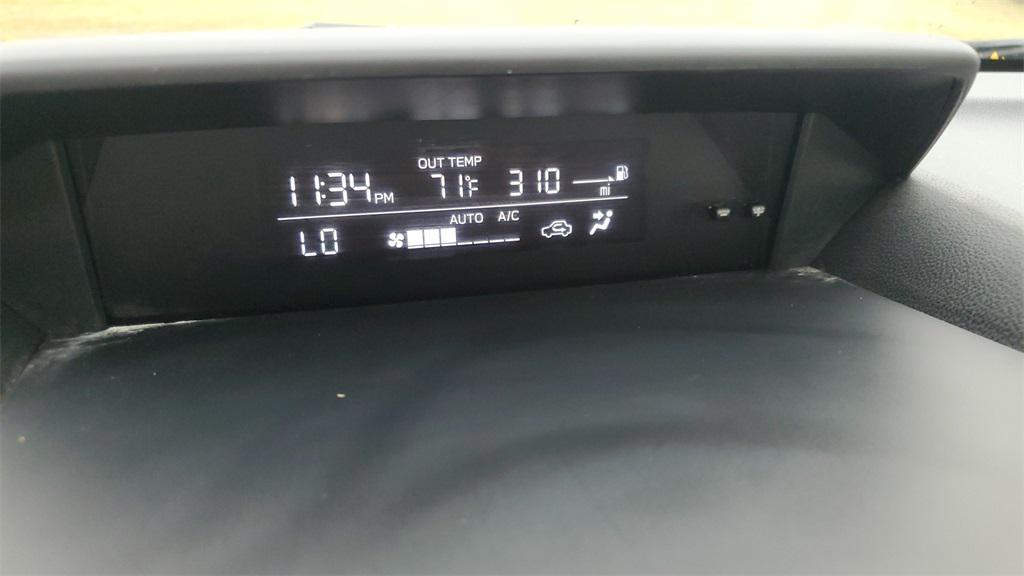 OUT TEMP
11:34 PM 71°F 310 mi
AUTO A/C
LO